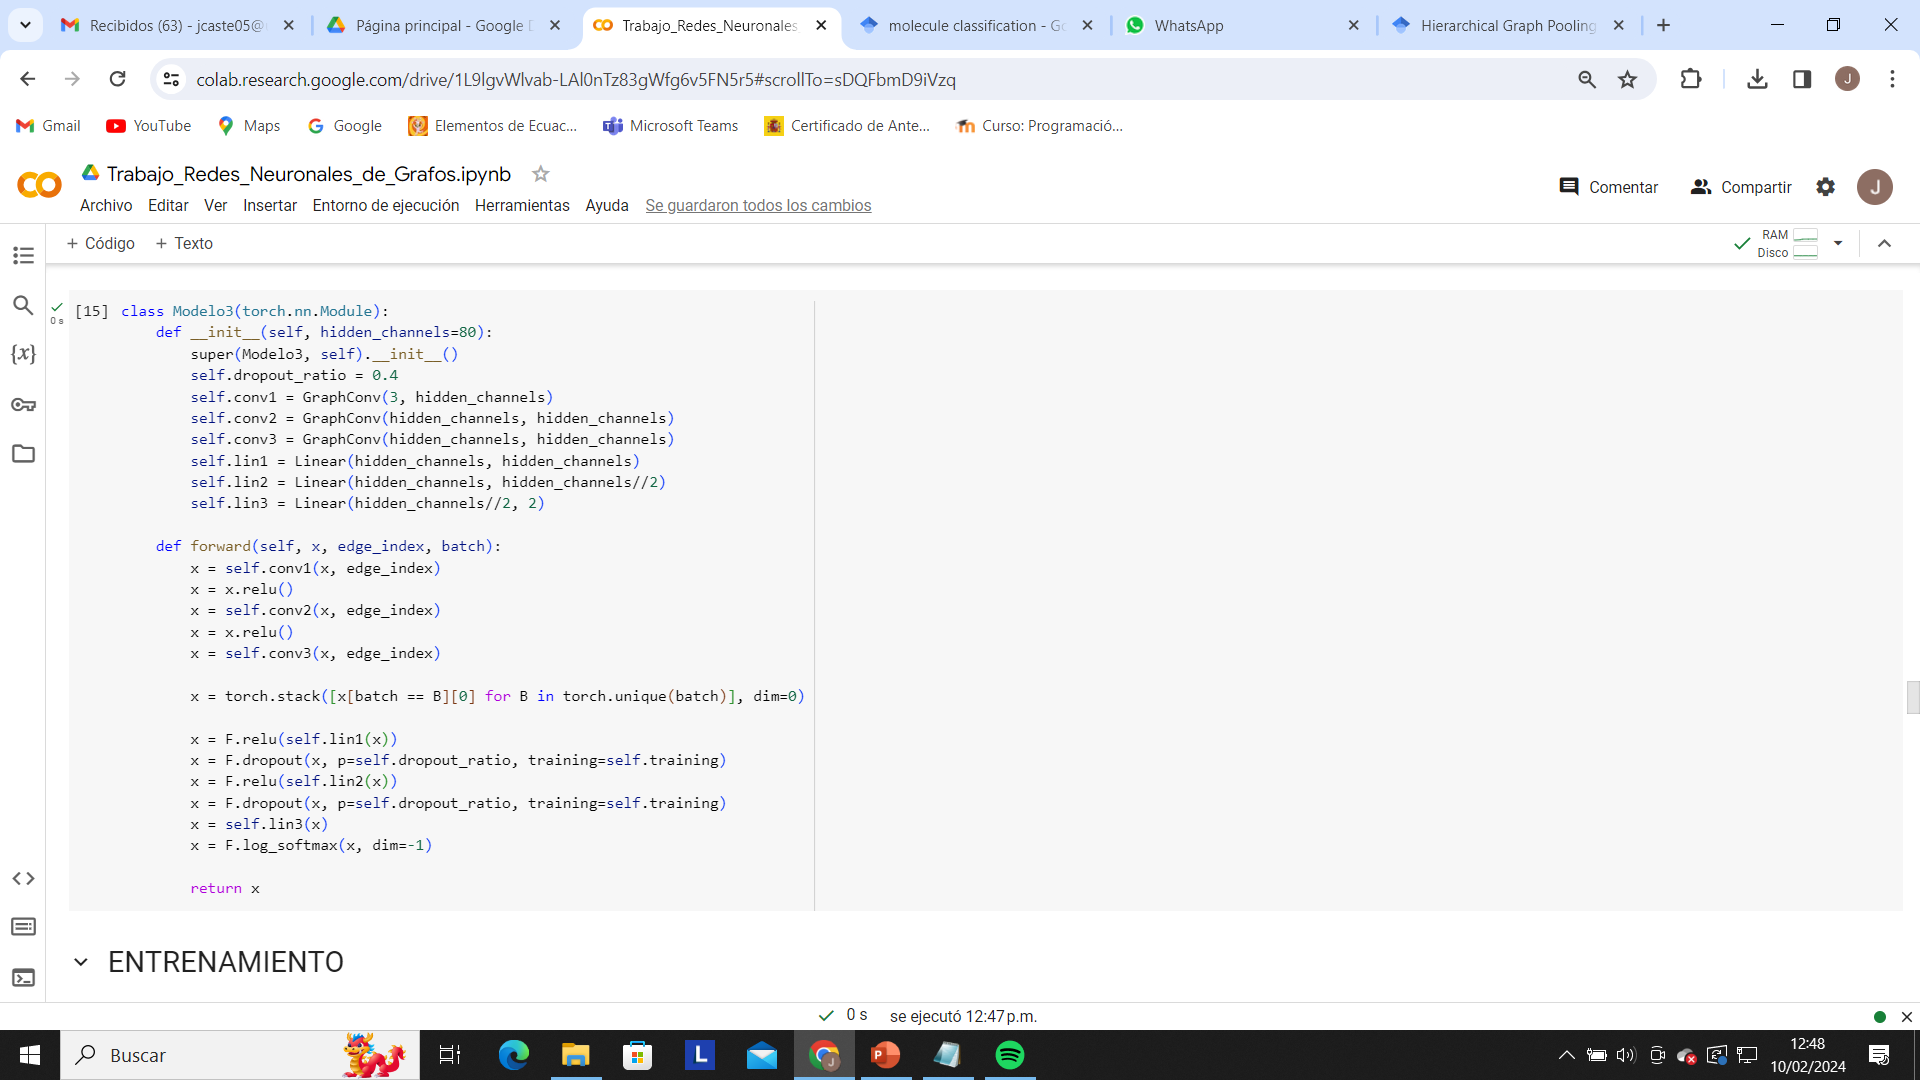 Recibidos (63) - jcaste05@
Página principal - Google D
Trabajo_Redes_Neuronales_
molecule classification - Go
WhatsApp
Hierarchical Graph Pooling
colab.research.google.com/drive/1L9lgvWlvab-LAl0nTz83gWfg6v5FN5r5#scrollTo=sDQFbmD9iVzq
J
Gmail
YouTube
Maps
Google
Elementos de Ecuac...
Microsoft Teams
Certificado de Ante...
Curso: Programació...
Trabajo_Redes_Neuronales_de_Grafos.ipynb
Comentar
Compartir
J
Archivo Editar Ver Insertar Entorno de ejecución Herramientas Ayuda Se guardaron todos los cambios
+ Código + Texto
RAM
Disco
[15] class Modelo3(torch.nn.Module):
0 s
def __init__(self, hidden_channels=80):
super(Modelo3, self).__init__()
self.dropout_ratio = 0.4
self.conv1 = GraphConv(3, hidden_channels)
self.conv2 = GraphConv(hidden_channels, hidden_channels)
self.conv3 = GraphConv(hidden_channels, hidden_channels)
self.lin1 = Linear(hidden_channels, hidden_channels)
self.lin2 = Linear(hidden_channels, hidden_channels//2)
self.lin3 = Linear(hidden_channels//2, 2)
def forward(self, x, edge_index, batch):
x = self.conv1(x, edge_index)
x = x.relu()
x = self.conv2(x, edge_index)
x = x.relu()
x = self.conv3(x, edge_index)
x = torch.stack([x[batch == B][0] for B in torch.unique(batch)], dim=0)
x = F.relu(self.lin1(x))
x = F.dropout(x, p=self.dropout_ratio, training=self.training)
x = F.relu(self.lin2(x))
x = F.dropout(x, p=self.dropout_ratio, training=self.training)
x = self.lin3(x)
x = F.log_softmax(x, dim=-1)
return x
{x}
ENTRENAMIENTO
0 s se ejecutó 12:47 p.m.
Buscar
L
P
12:48
10/02/2024